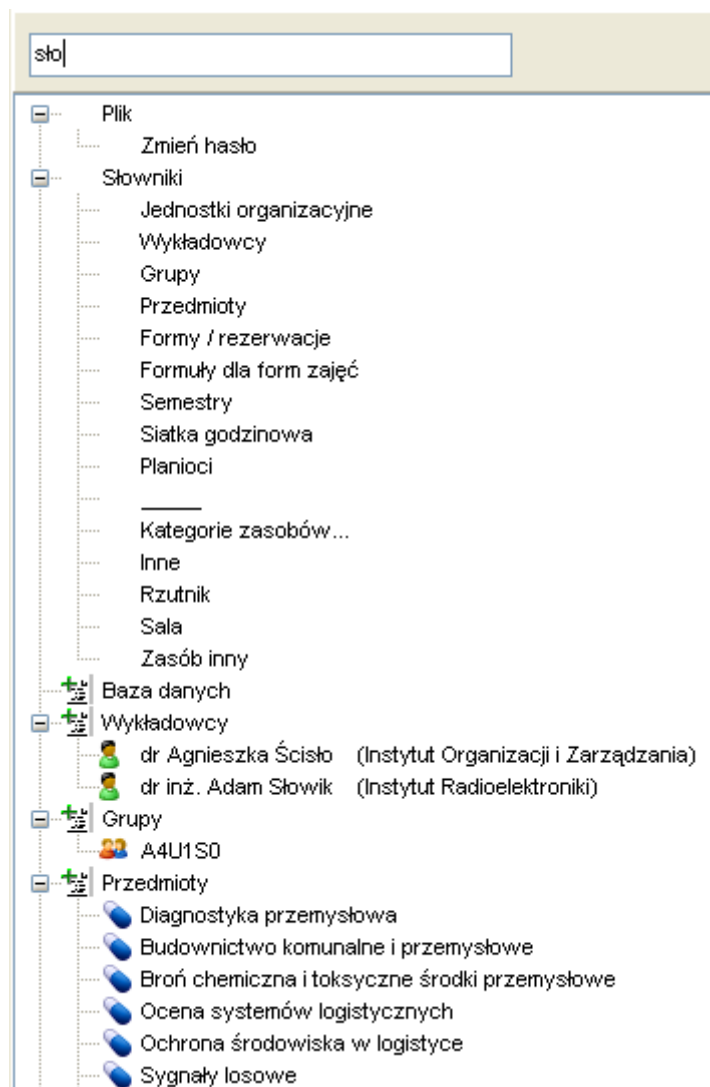 sło
Plik
Zmień hasło
Słowniki
Jednostki organizacyjne
Wykładowcy
Grupy
Przedmioty
Formy / rezerwacje
Formuły dla form zajęć
Semestry
Siatka godzinowa
Planioci
_____
Kategorie zasobów...
Inne
Rzutnik
Sala
Zasób inny
Baza danych
Wykładowcy
dr Agnieszka Ścisło (Instytut Organizacji i Zarządzania)
dr inż. Adam Słowik (Instytut Radioelektroniki)
Grupy
A4U1S0
Przedmioty
Diagnostyka przemysłowa
Budownictwo komunalne i przemysłowe
Broń chemiczna i toksyczne środki przemysłowe
Ocena systemów logistycznych
Ochrona środowiska w logistyce
Sygnały losowe